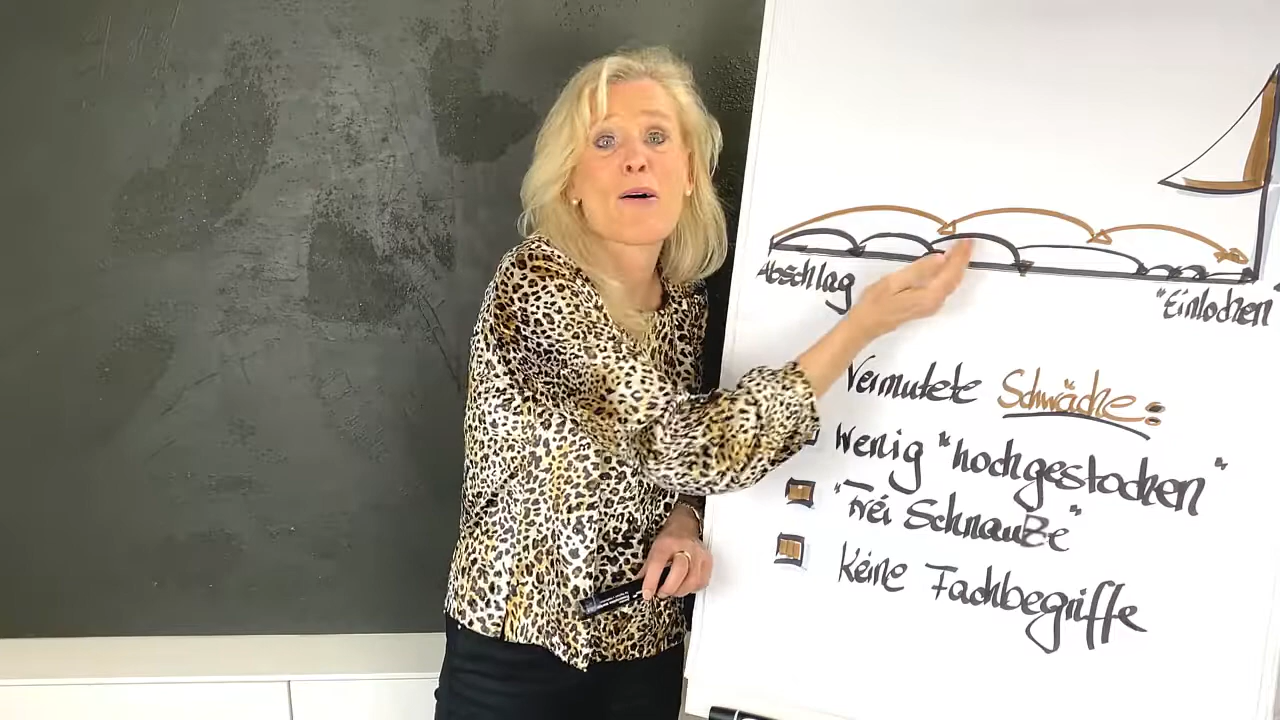 Abschlag
"Einlochen"
Vermutete Schwäche:
Wenig "hochgestochen"
"Frei Schnauze"
Keine Fachbegriffe